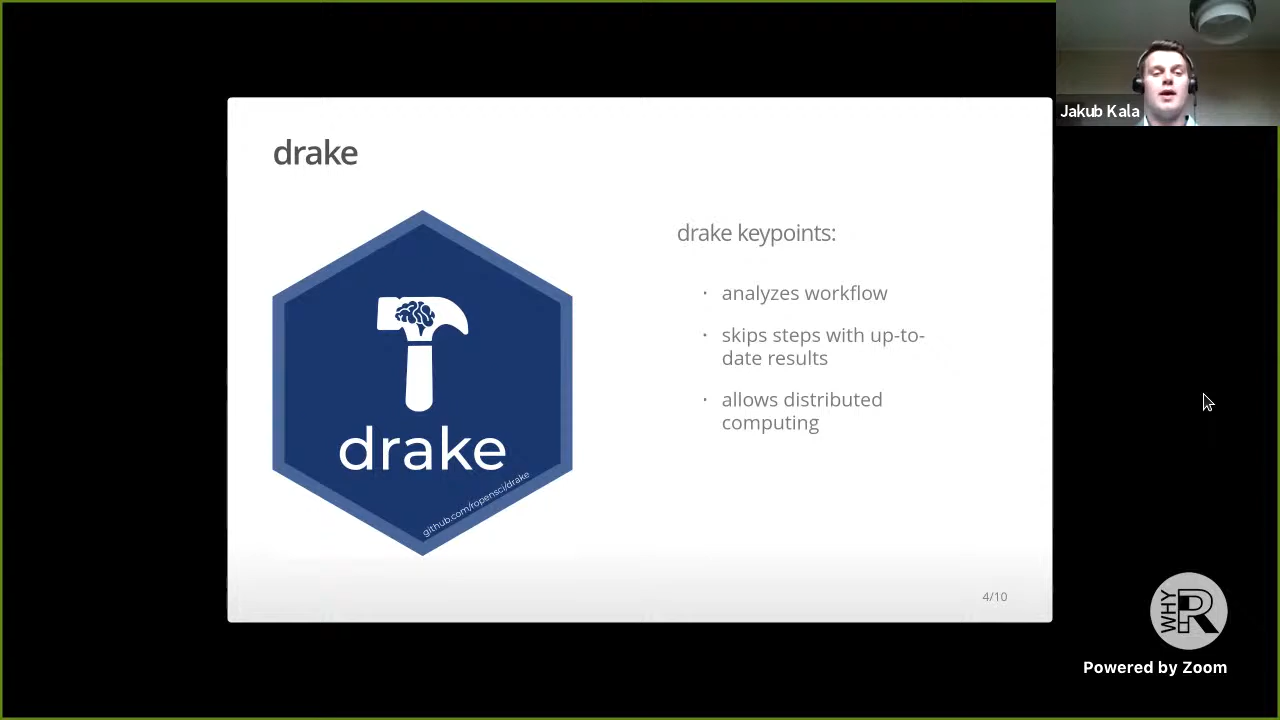 Jakub Kala
drake
drake keypoints:
· analyzes workflow
· skips steps with up-to-
date results
· allows distributed
computing
drake
github.com/ropensci/drake
4/10
WHY R
Powered by Zoom